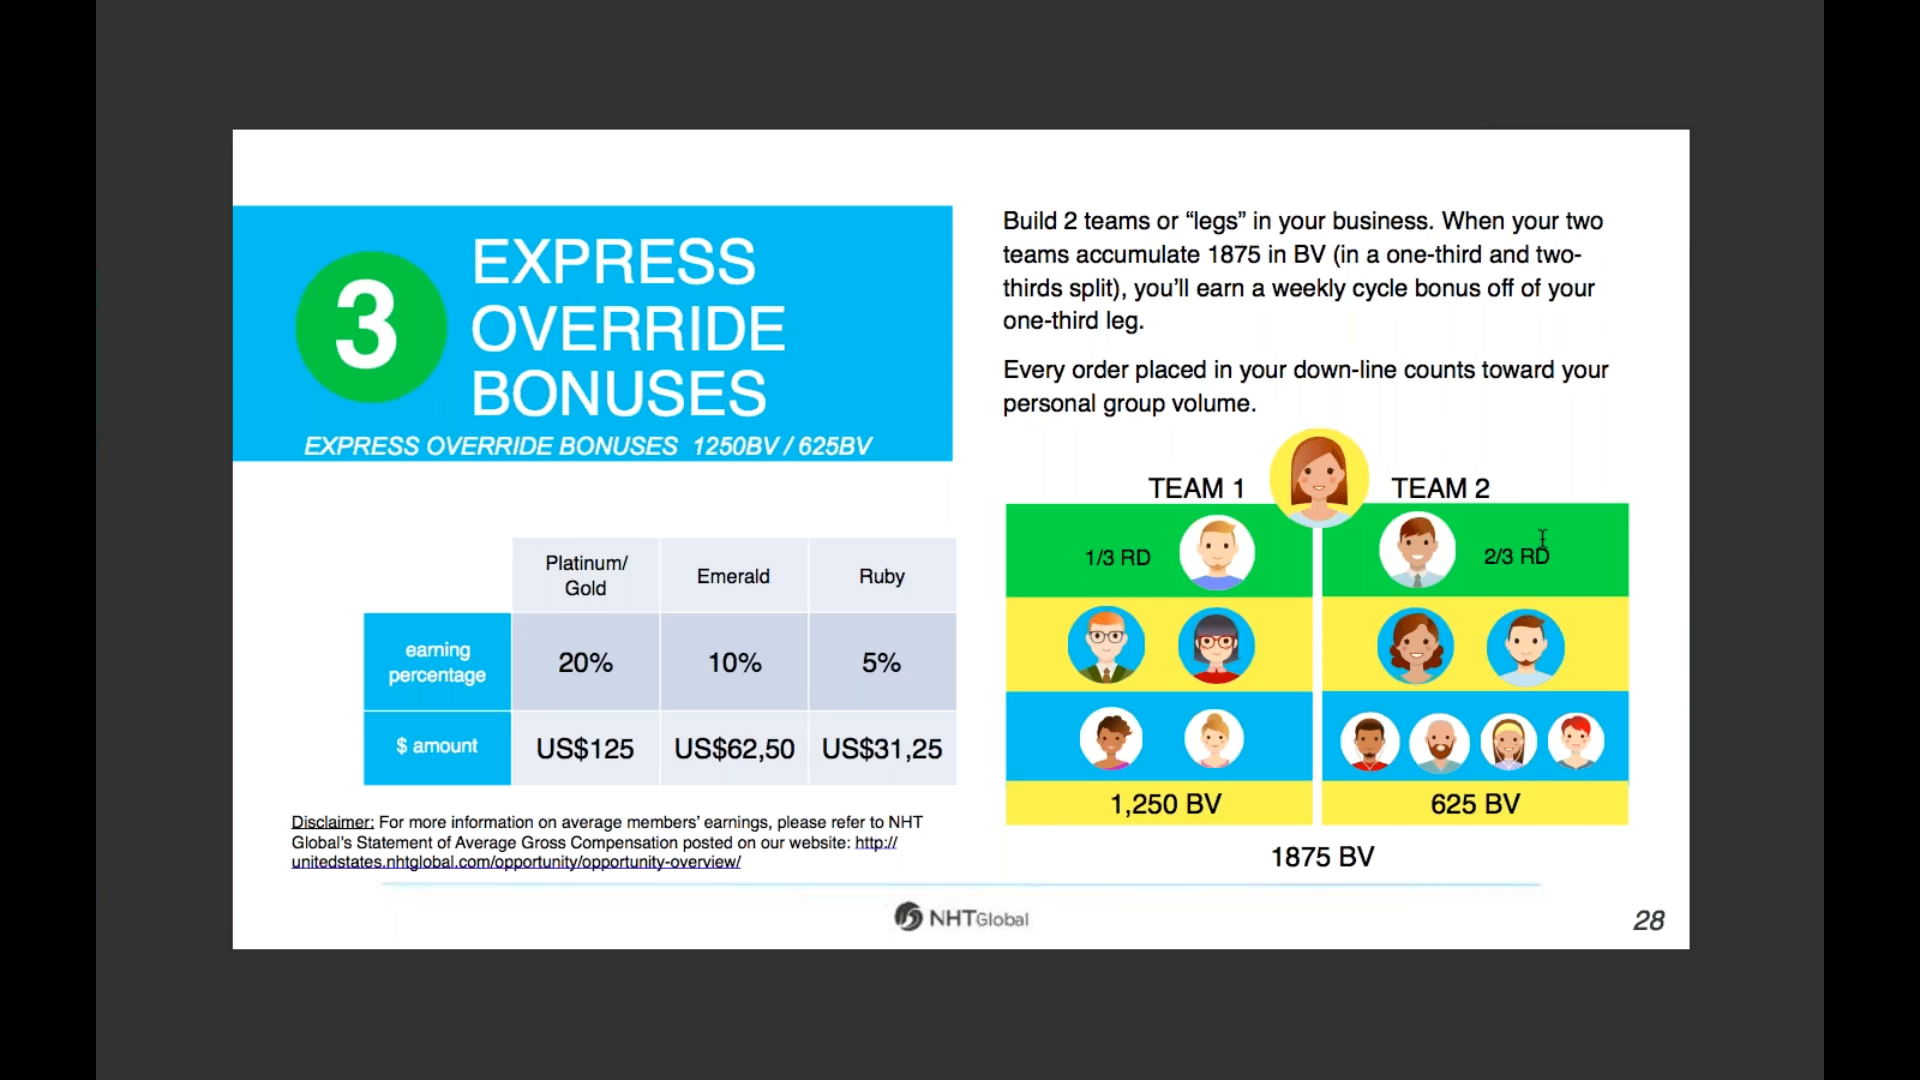 3
EXPRESS
OVERRIDE
BONUSES
EXPRESS OVERRIDE BONUSES 1250BV / 625BV
Platinum/
Gold
Emerald
Ruby
earning
percentage
20%
10%
5%
$ amount
US$125
US$62,50
US$31,25
Disclaimer: For more information on average members’ earnings, please refer to NHT
Global’s Statement of Average Gross Compensation posted on our website: http://
unitedstates.nhtglobal.com/opportunity/opportunity-overview/
Build 2 teams or “legs” in your business. When your two
teams accumulate 1875 in BV (in a one-third and two-
thirds split), you’ll earn a weekly cycle bonus off of your
one-third leg.
Every order placed in your down-line counts toward your
personal group volume.
TEAM 1
TEAM 2
1/3 RD
2/3 RD
1,250 BV
625 BV
1875 BV
NHTGlobal
28